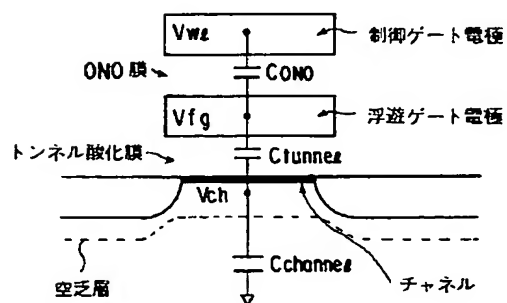 Vwℓ
制御ゲート電極
ONO膜
CONO
Vfg
浮遊ゲート電極
トンネル酸化膜
Ctunneℓ
Vch
Cchanneℓ
空乏層
チャネル